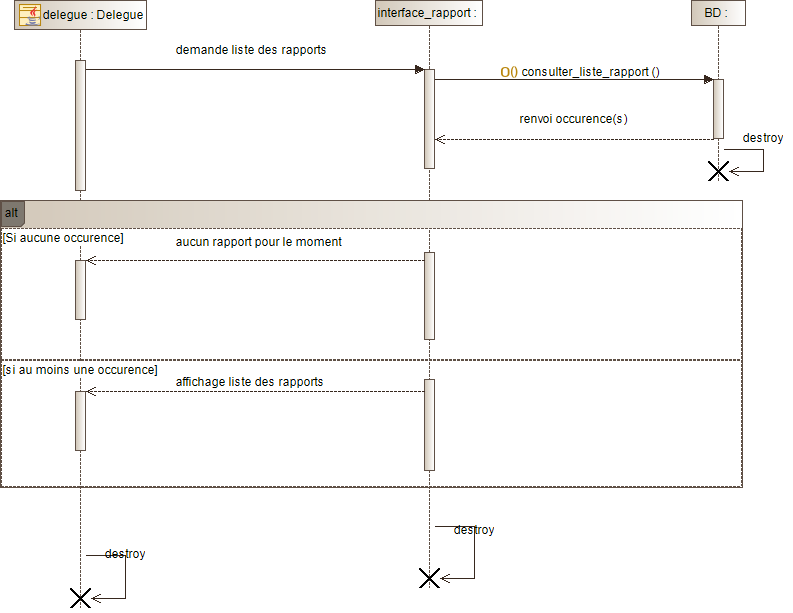 delegue : Delegue
interface_rapport :
BD :
demande liste des rapports
O() consulter_liste_rapport ()
renvoi occurence(s)
destroy
alt
[Si aucune occurence]
aucun rapport pour le moment
[si au moins une occurence]
affichage liste des rapports
destroy
destroy